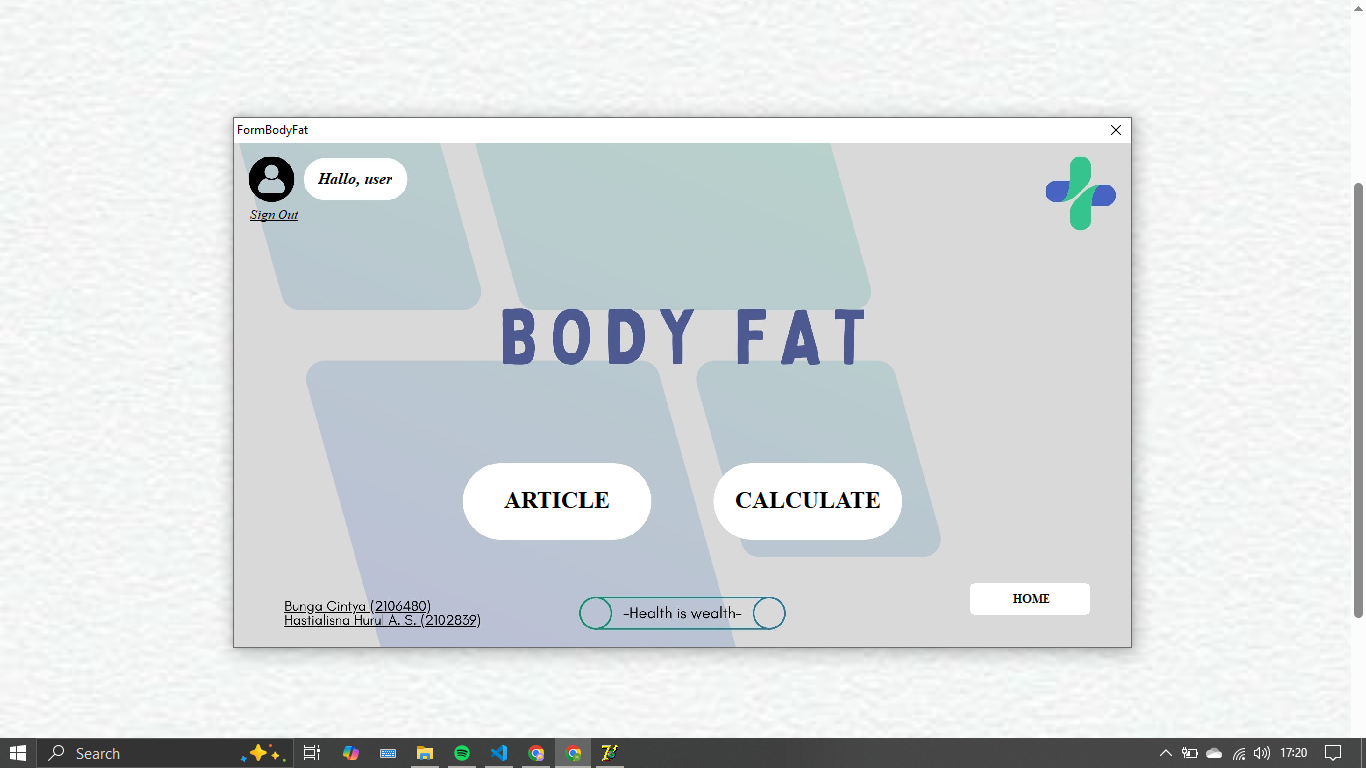 FormBodyFat
Hallo, user
Sign Out
BODY FAT
ARTICLE
CALCULATE
HOME
Bunga Cintya (2106480)
Hastialisna Hurul A. S. (2102839)
-Health is wealth-
Search
17:20